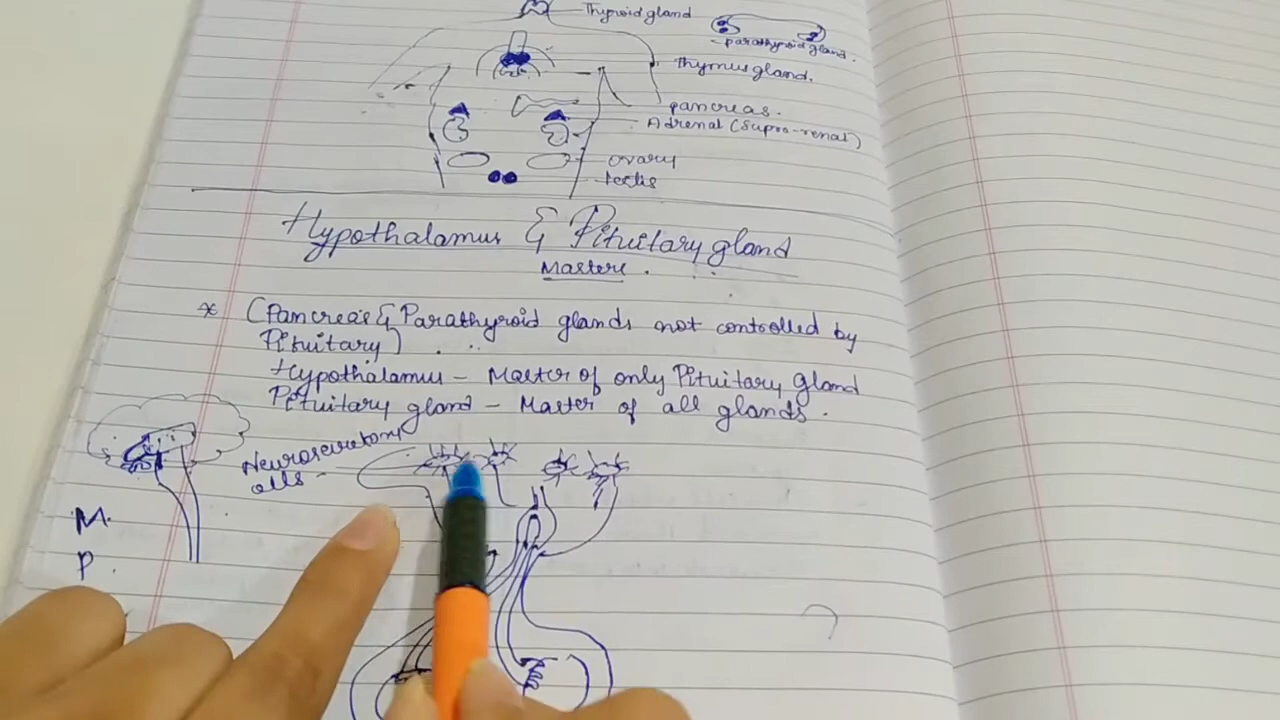 Thyroid gland
parathyroid gland.
Thymus gland.
pancreas.
Adrenal (Supra-renal)
ovary
testis
Hypothalamus & Pituitary gland
Master .
* (Pancreas & Parathyroid glands not controlled by
Pituitary) .
Hypothalamus - Master of only Pituitary Gland
Pituitary gland - Master of all glands .
Neurosecretory
cells -
M.
P.